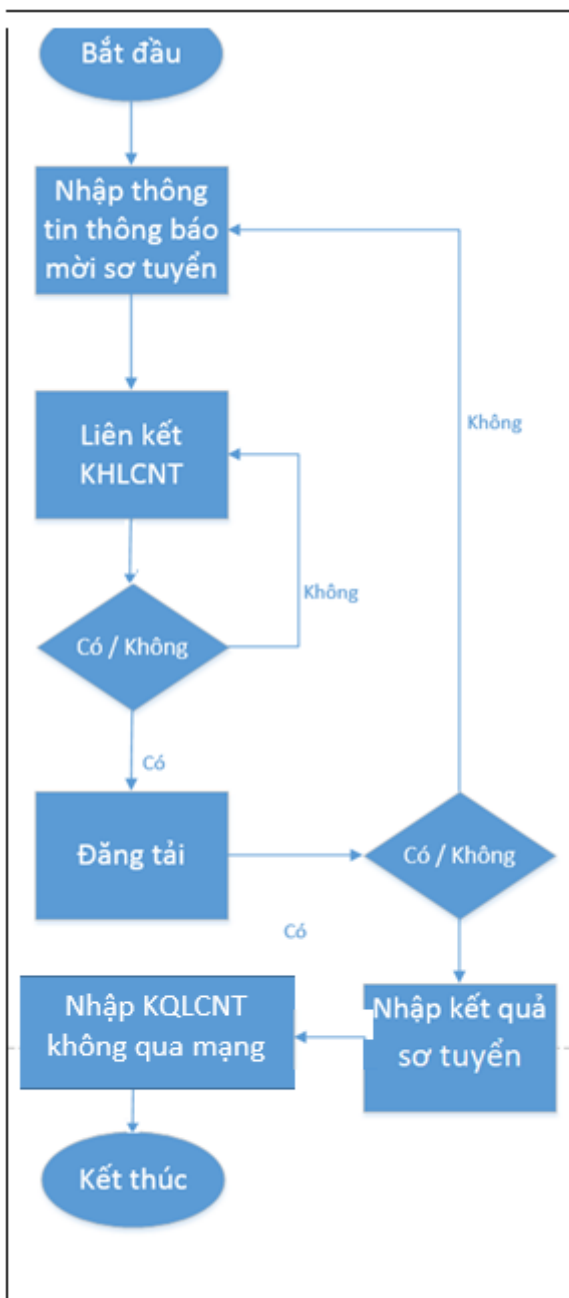 Bắt đầu
Nhập thông
tin thông báo
mời sơ tuyển
Không
Liên kết
KHLCNT
Không
Có / Không
Có
Đăng tải
Có / Không
Có
Nhập kết quả
sơ tuyển
Nhập KQLCNT
không qua mạng
Kết thúc